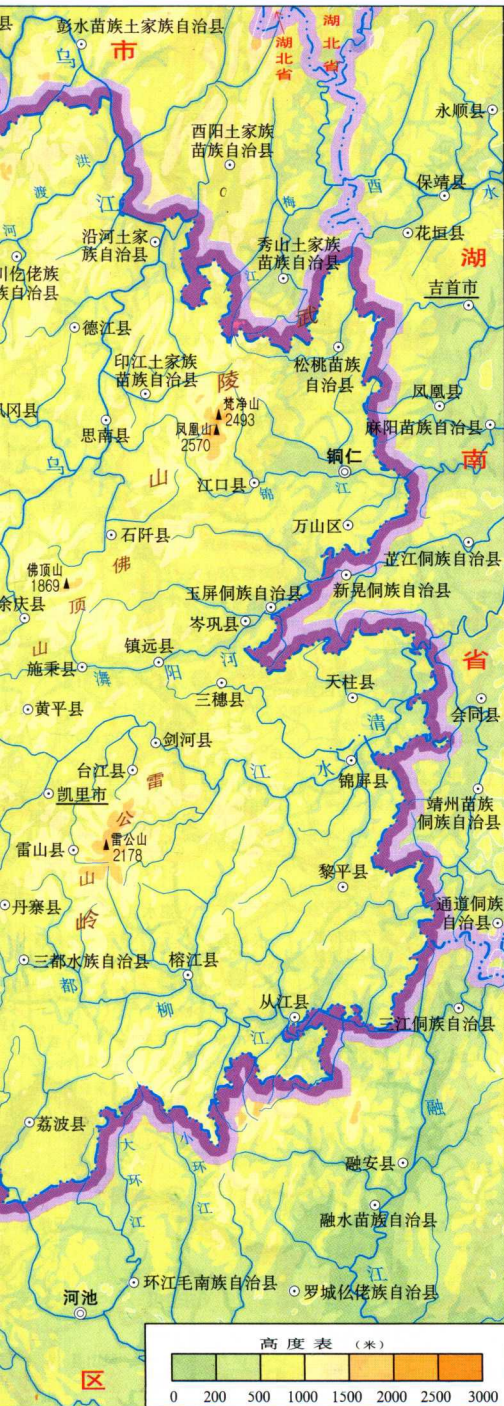 彭水苗族土家族自治县
市
湖北省
湖北省
乌
永顺县
酉阳土家族
苗族自治县
洪
渡
河
江
梅
江
酉
水
保靖县
花垣县
沿河土家
族自治县
秀山土家族
苗族自治县
湖
吉首市
德江县
武
松桃苗族
自治县
印江土家族
苗族自治县
陵
梵净山
2493
凤凰山
2570
凤凰县
麻阳苗族自治县
思南县
乌
铜仁
南
山
江口县
锦
江
万山区
石阡县
佛
芷江侗族自治县
佛顶山
1869
顶
新晃侗族自治县
余庆县
玉屏侗族自治县
岑巩县
山
镇远县
省
施秉县
㵲
阳
河
三穗县
天柱县
会同县
黄平县
清
剑河县
台江县
雷
江
水
锦屏县
凯里市
公
靖州苗族
侗族自治县
雷山县
雷公山
2178
山
黎平县
丹寨县
岭
通道侗族
自治县
三都水族自治县
榕江县
都
柳
江
从江县
三江侗族自治县
荔波县
大
环
江
小
环
江
融
融安县
融水苗族自治县
江
环江毛南族自治县
罗城仫佬族自治县
河池
区
高度表 (米)
0 200 500 1000 1500 2000 2500 3000